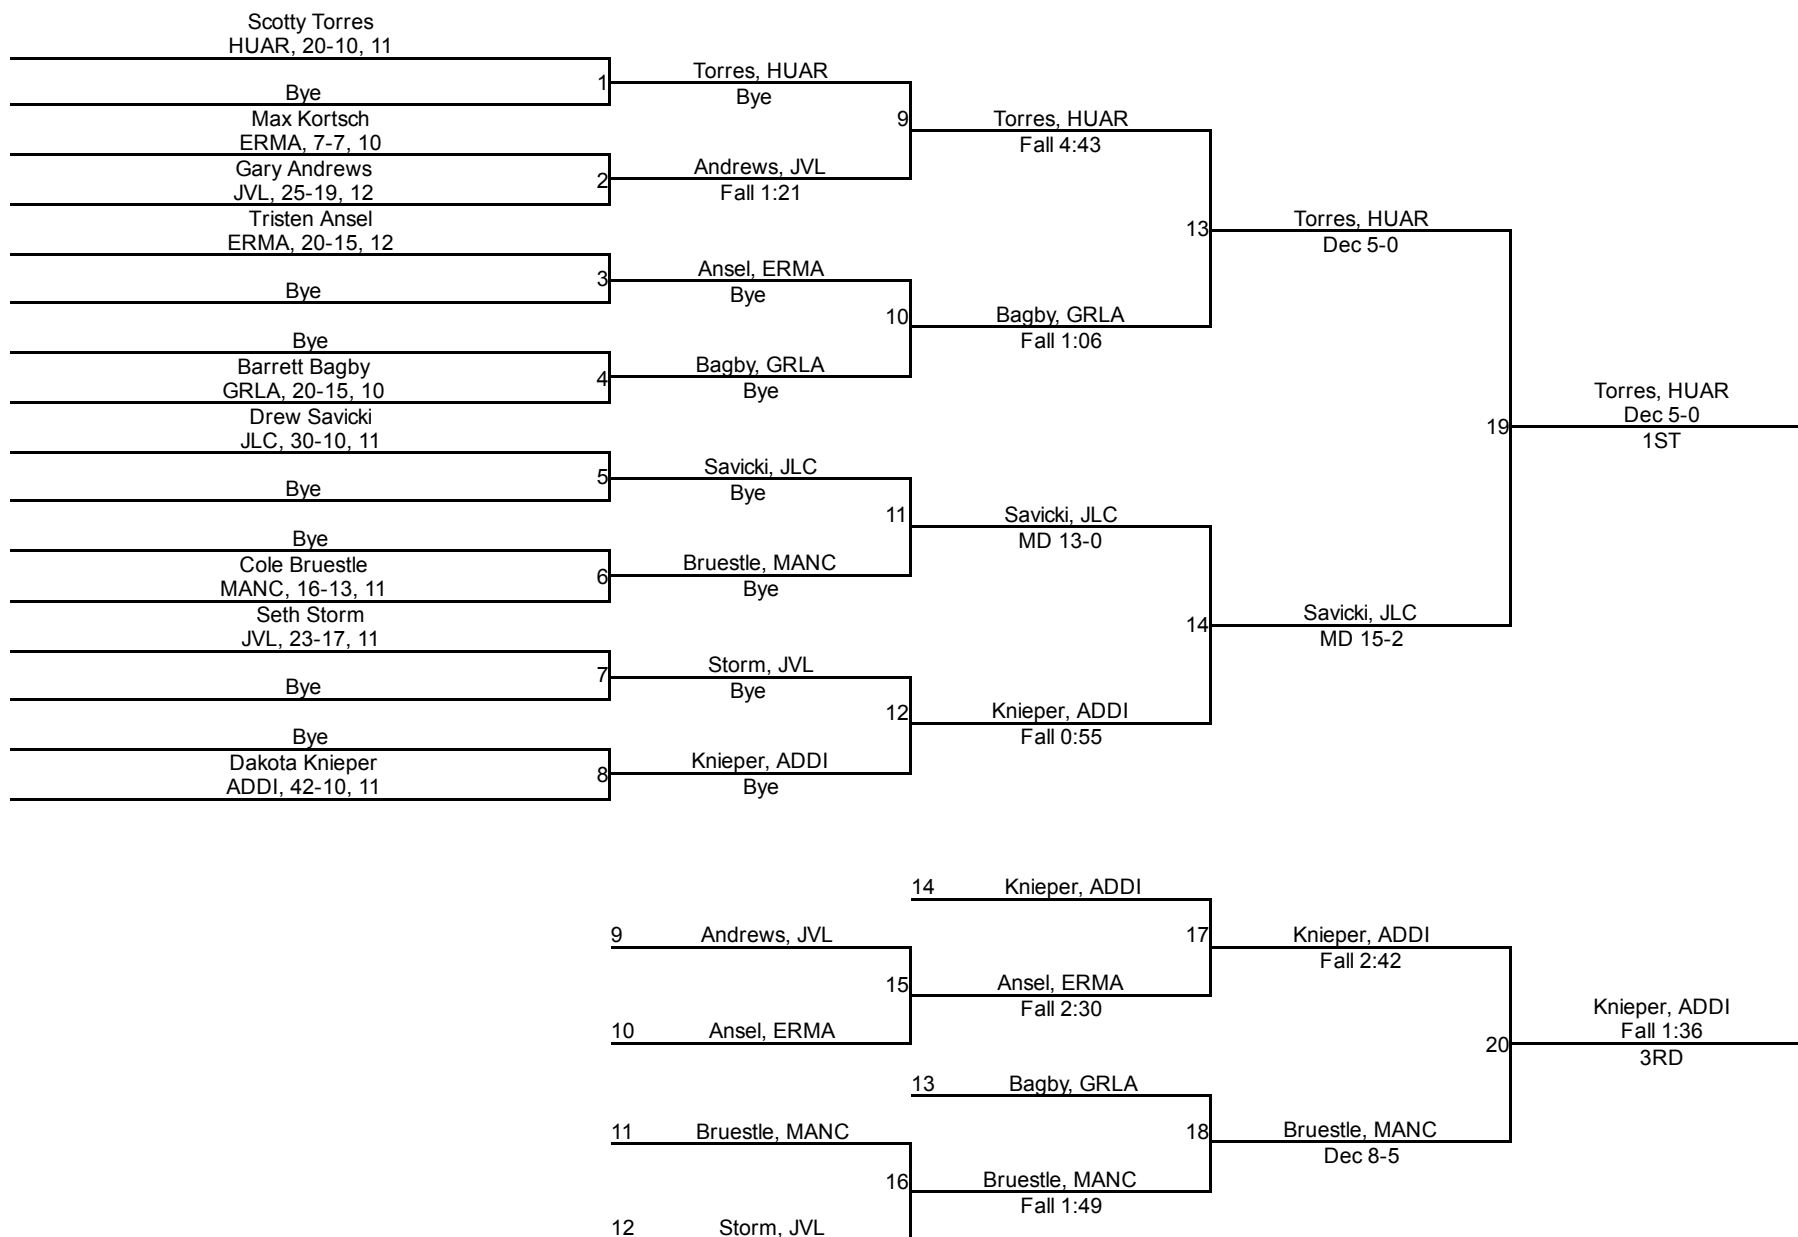 Scotty Torres
HUAR, 20-10, 11
Bye
1
Max Kortsch
ERMA, 7-7, 10
Gary Andrews
JVL, 25-19, 12
2
Tristen Ansel
ERMA, 20-15, 12
Bye
3
Bye
Barrett Bagby
GRLA, 20-15, 10
4
Drew Savicki
JLC, 30-10, 11
Bye
5
Bye
Cole Bruestle
MANC, 16-13, 11
6
Seth Storm
JVL, 23-17, 11
Bye
7
Bye
Dakota Knieper
ADDI, 42-10, 11
8
Torres, HUAR
Bye
9
Andrews, JVL
Fall 1:21
Ansel, ERMA
Bye
10
Bagby, GRLA
Bye
Savicki, JLC
Bye
11
Bruestle, MANC
Bye
Storm, JVL
Bye
12
Knieper, ADDI
Bye
Torres, HUAR
Fall 4:43
13
Bagby, GRLA
Fall 1:06
Savicki, JLC
MD 13-0
14
Knieper, ADDI
Fall 0:55
Torres, HUAR
Dec 5-0
19
Savicki, JLC
MD 15-2
Torres, HUAR
Dec 5-0
1ST
9 Andrews, JVL
15
10 Ansel, ERMA
11 Bruestle, MANC
16
12 Storm, JVL
14 Knieper, ADDI
17
Ansel, ERMA
Fall 2:30
13 Bagby, GRLA
18
Bruestle, MANC
Fall 1:49
Knieper, ADDI
Fall 2:42
20
Bruestle, MANC
Dec 8-5
Knieper, ADDI
Fall 1:36
3RD